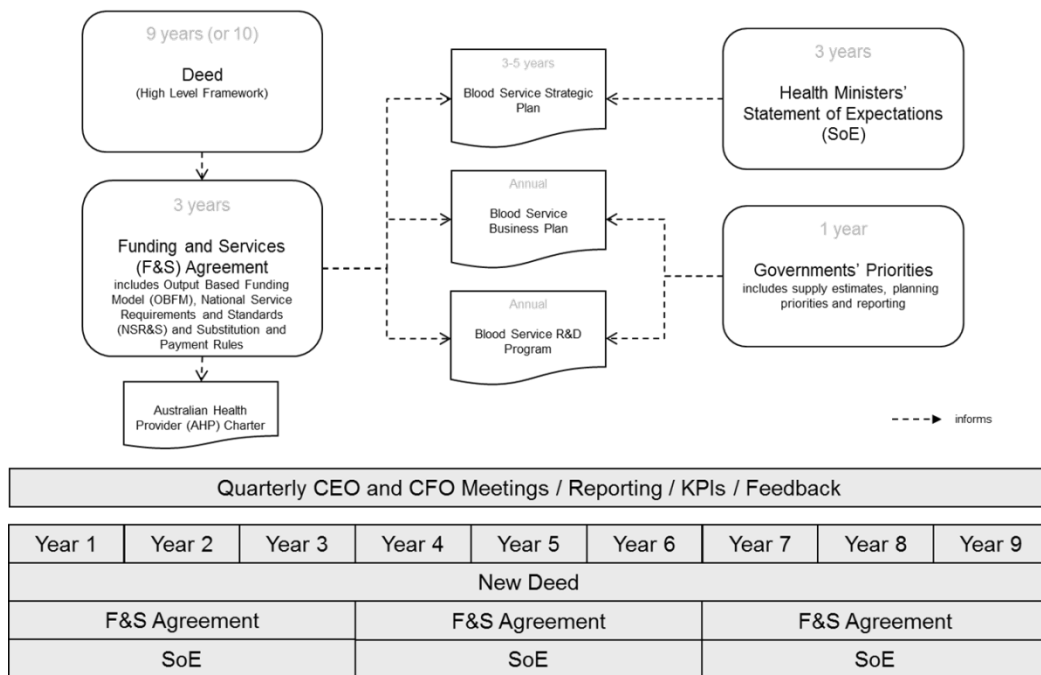 9 years (or 10)
Deed
(High Level Framework)
3 years
Funding and Services
(F&S) Agreement
includes Output Based Funding
Model (OBFM), National Service
Requirements and Standards
(NSR&S) and Substitution and
Payment Rules
Australian Health
Provider (AHP) Charter
3-5 years
Blood Service Strategic
Plan
Annual
Blood Service
Business Plan
Annual
Blood Service R&D
Program
3 years
Health Ministers'
Statement of Expectations
(SoE)
1 year
Governments' Priorities
includes supply estimates, planning
priorities and reporting
informs
Quarterly CEO and CFO Meetings / Reporting / KPIs / Feedback
Year 1 Year 2 Year 3 Year 4 Year 5 Year 6 Year 7 Year 8 Year 9
New Deed
F&S Agreement F&S Agreement F&S Agreement
SoE SoE SoE